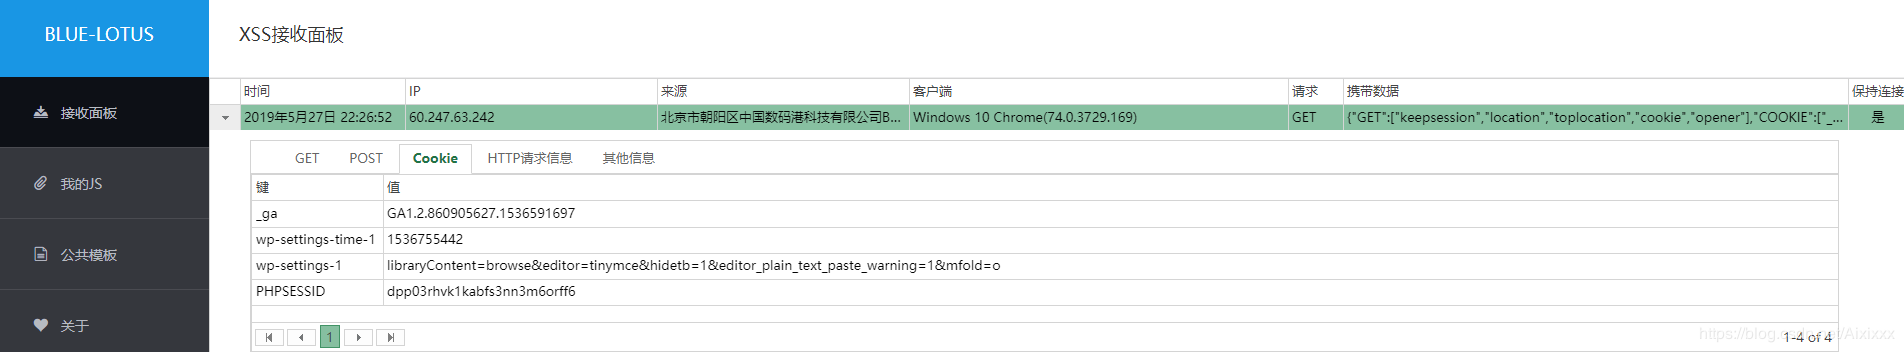 BLUE-LOTUS
XSS接收面板
接收面板
我的JS
公共模板
关于
时间 IP 来源 客户端 请求 携带数据 保持连接
2019年5月27日 22:26:52 60.247.63.242 北京市朝阳区中国数码港科技有限公司B... Windows 10 Chrome(74.0.3729.169) GET {"GET":["keepsession","location","toplocation","cookie","opener"],"COOKIE":["_... 是
GET POST Cookie HTTP请求信息 其他信息
键 值
_ga GA1.2.860905627.1536591697
wp-settings-time-1 1536755442
wp-settings-1 libraryContent=browse&editor=tinymce&hidetb=1&editor_plain_text_paste_warning=1&mfold=o
PHPSESSID dpp03rhvk1kabfs3nn3m6orff6
1 1-4 of 4
https://blog.csdn.net/Aixixxx